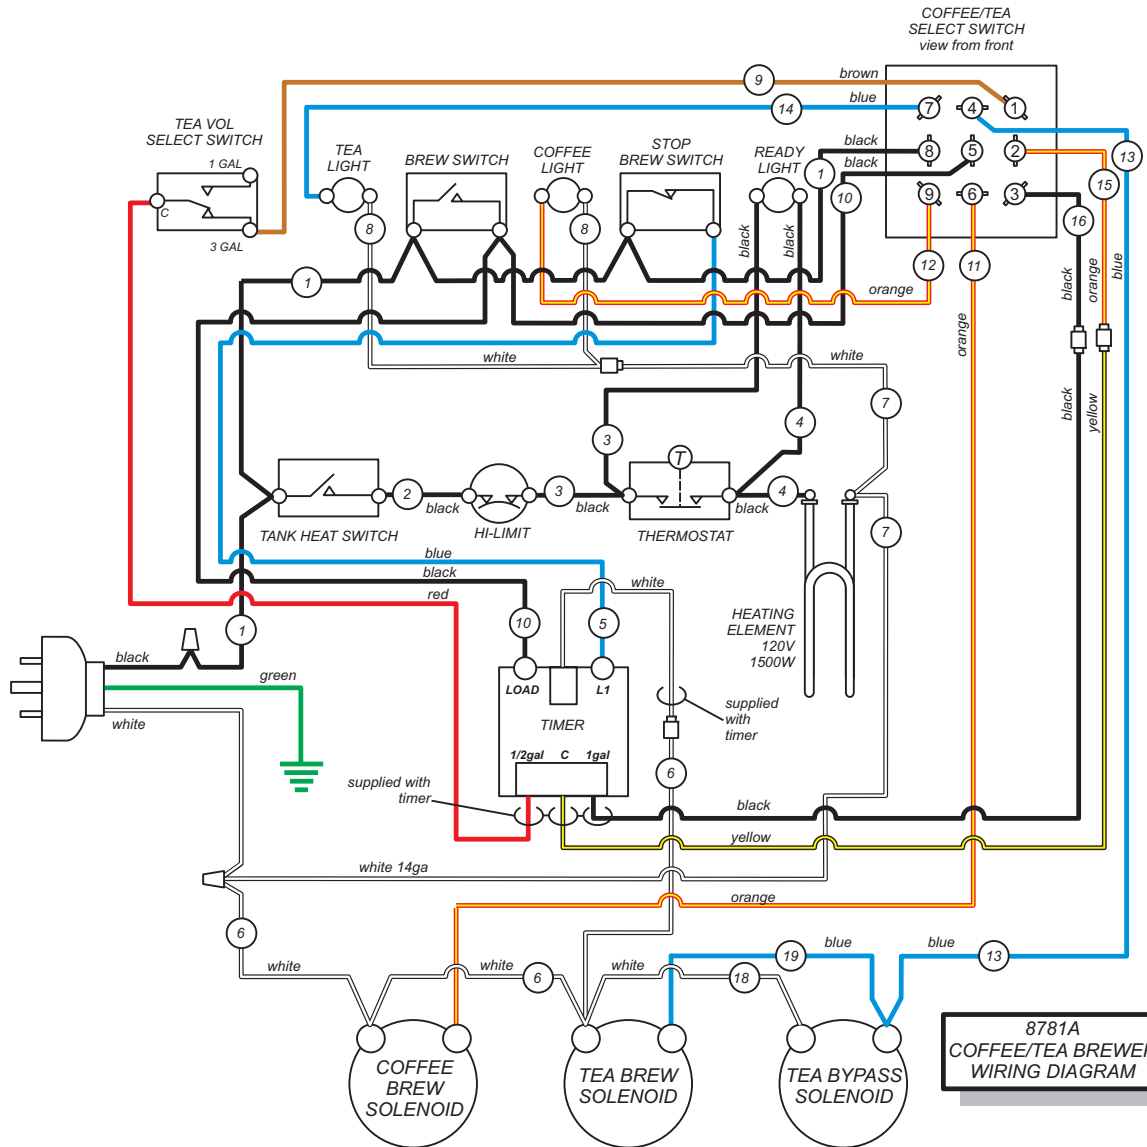 COFFEE/TEA
SELECT SWITCH
view from front
9
brown
14
blue
7
4
1
TEA VOL
SELECT SWITCH
1 GAL
C
3 GAL
TEA
LIGHT
BREW SWITCH
COFFEE
LIGHT
STOP
BREW SWITCH
READY
LIGHT
black
black
8
5
2
13
1
10
15
9
6
3
16
8
8
black
black
12
11
1
orange
black
orange
blue
orange
white
white
7
black
yellow
3
4
T
2
black
3
black
black
4
TANK HEAT SWITCH
HI-LIMIT
THERMOSTAT
7
blue
black
red
white
10
5
HEATING
ELEMENT
120V
1500W
1
black
green
white
LOAD
L1
TIMER
1/2gal
C
1gal
supplied
with
timer
6
supplied with
timer
black
yellow
white 14ga
orange
6
white
white
6
white
18
19
blue
blue
13
COFFEE
BREW
SOLENOID
TEA BREW
SOLENOID
TEA BYPASS
SOLENOID
8781A
COFFEE/TEA BREWER
WIRING DIAGRAM